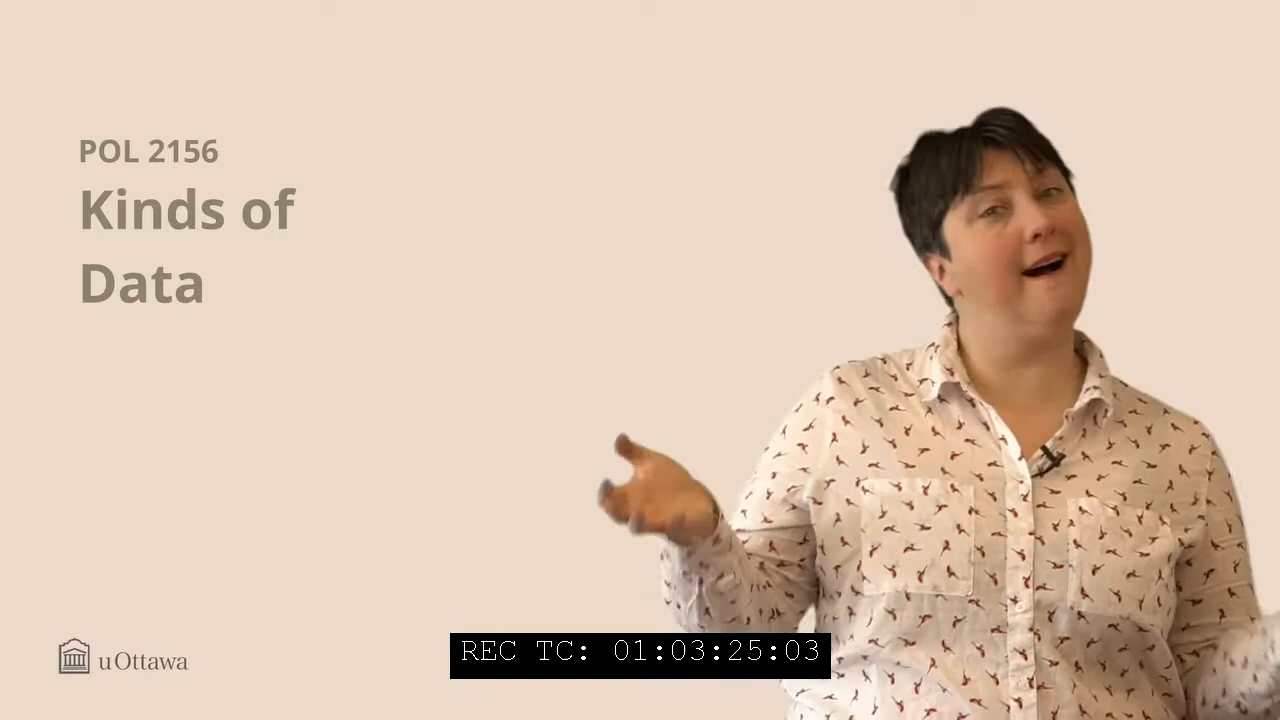 POL 2156
Kinds of
Data
uOttawa
REC TC: 01:03:25:03